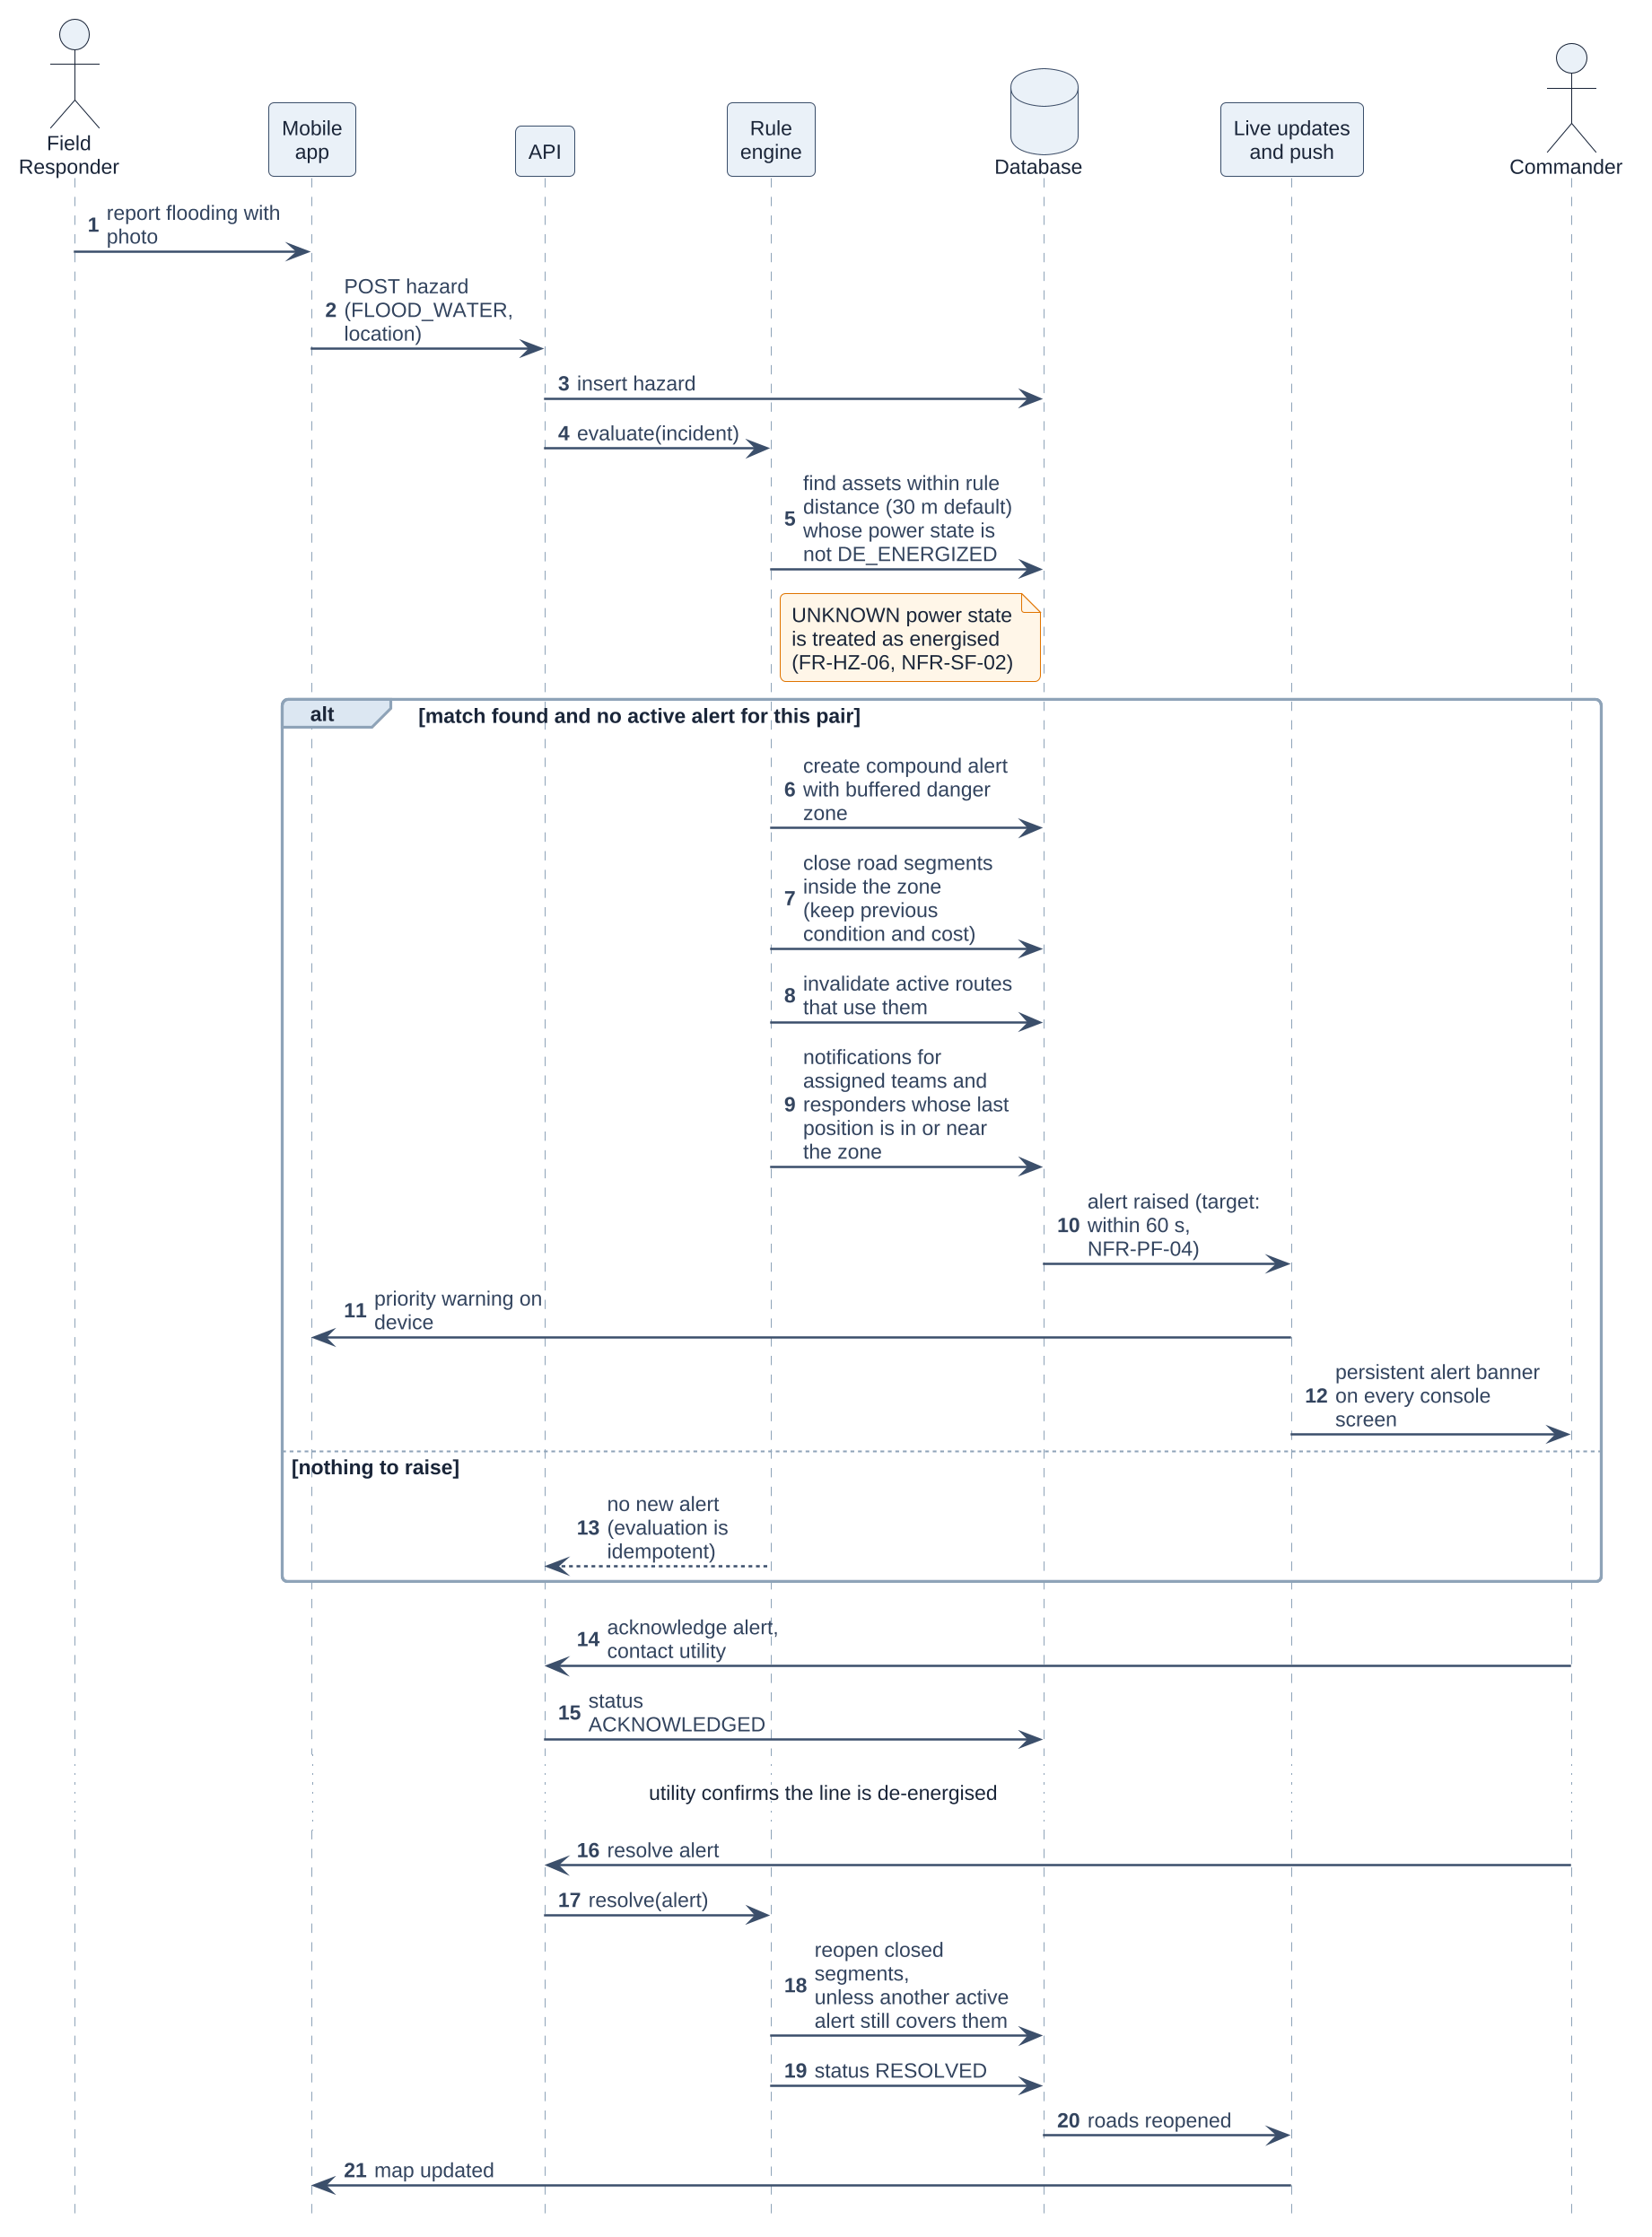 Field
Responder
Mobile
app
API
Rule
engine
Database
Live updates
and push
Commander
1 report flooding with
photo
2 POST hazard
(FLOOD_WATER,
location)
3 insert hazard
4 evaluate(incident)
5 find assets within rule
distance (30 m default)
whose power state is
not DE_ENERGIZED
UNKNOWN power state
is treated as energised
(FR-HZ-06, NFR-SF-02)
alt [match found and no active alert for this pair]
6 create compound alert
with buffered danger
zone
7 close road segments
inside the zone
(keep previous
condition and cost)
8 invalidate active routes
that use them
9 notifications for
assigned teams and
responders whose last
position is in or near
the zone
10 alert raised (target:
within 60 s,
NFR-PF-04)
11 priority warning on
device
12 persistent alert banner
on every console
screen
[nothing to raise]
13 no new alert
(evaluation is
idempotent)
14 acknowledge alert,
contact utility
15 status
ACKNOWLEDGED
utility confirms the line is de-energised
16 resolve alert
17 resolve(alert)
18 reopen closed
segments,
unless another active
alert still covers them
19 status RESOLVED
20 roads reopened
21 map updated